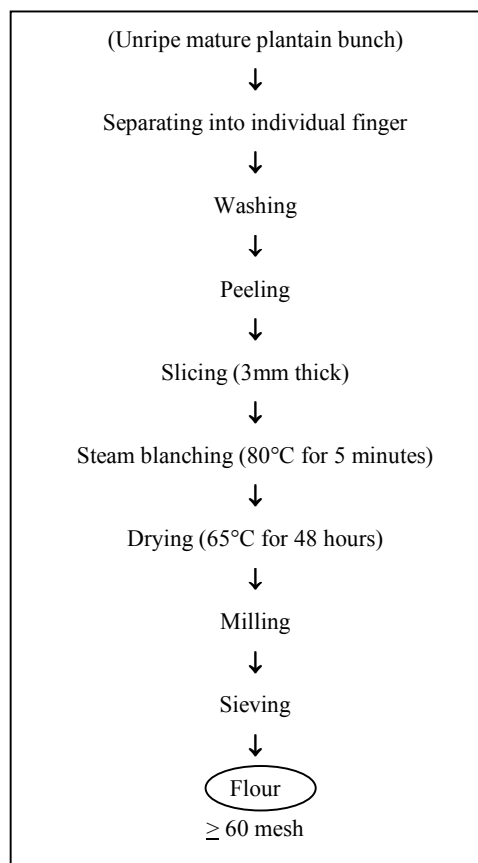 (Unripe mature plantain bunch)
↓
Separating into individual finger
↓
Washing
↓
Peeling
↓
Slicing (3mm thick)
↓
Steam blanching (80°C for 5 minutes)
↓
Drying (65°C for 48 hours)
↓
Milling
↓
Sieving
↓
Flour
≥ 60 mesh